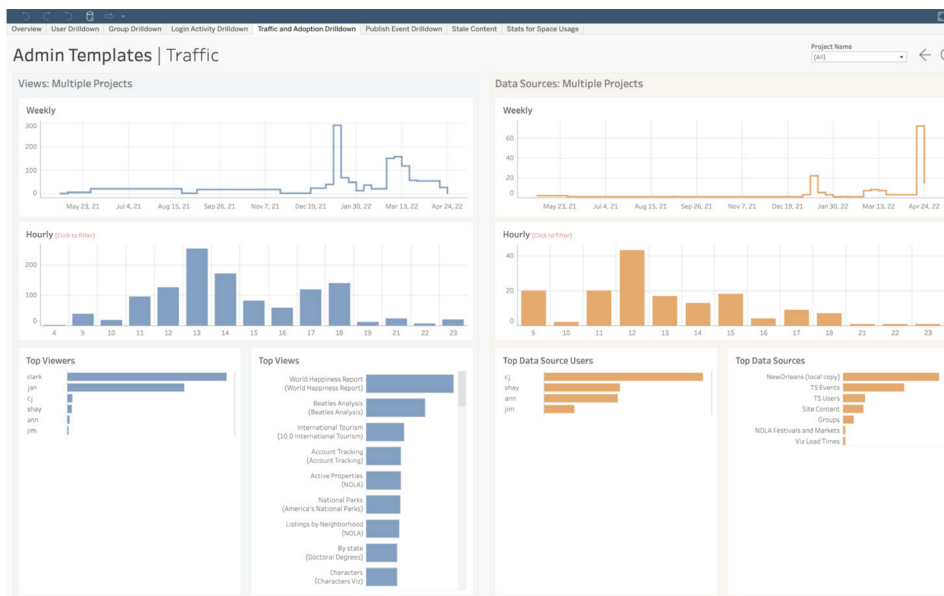 Overview User Drilldown Group Drilldown Login Activity Drilldown Traffic and Adoption Drilldown Publish Event Drilldown Stale Content Stats for Space Usage
Admin Templates | Traffic
Project Name
(All)
Views: Multiple Projects
Weekly
300
200
100
0
May 23, 21 Jul 4, 21 Aug 15, 21 Sep 26, 21 Nov 7, 21 Dec 19, 21 Jan 30, 22 Mar 13, 22 Apr 24, 22
Hourly (Click to filter)
200
100
0
4 9 10 11 12 13 14 15 16 17 18 19 21 22 23
Top Viewers
clark
jan
cj
shay
ann
jim
Top Views
World Happiness Report
(World Happiness Report)
Beatles Analysis
(Beatles Analysis)
International Tourism
(10.0 International Tourism)
Account Tracking
(Account Tracking)
Active Properties
(NOLA)
National Parks
(America's National Parks)
Listings by Neighborhood
(NOLA)
By state
(Doctoral Degrees)
Characters
(Characters Viz)
Data Sources: Multiple Projects
Weekly
60
40
20
0
May 23, 21 Jul 4, 21 Aug 15, 21 Sep 26, 21 Nov 7, 21 Dec 19, 21 Jan 30, 22 Mar 13, 22 Apr 24, 22
Hourly (Click to filter)
40
20
0
9 10 11 12 13 14 15 16 17 18 19 21 23
Top Data Source Users
cj
shay
ann
jim
Top Data Sources
NewOrleans (local copy)
TS Events
TS Users
Site Content
Groups
NOLA Festivals and Markets
Viz Load Times